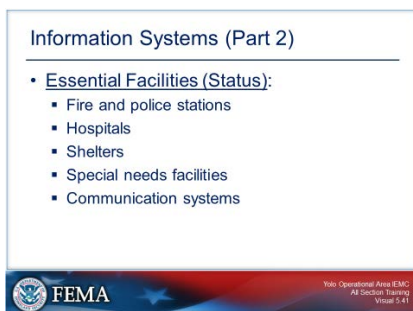 Information Systems (Part 2)
• Essential Facilities (Status):
▪ Fire and police stations
▪ Hospitals
▪ Shelters
▪ Special needs facilities
▪ Communication systems
FEMA
Yolo Operational Area IEMC
All Section Training
Visual 5.41